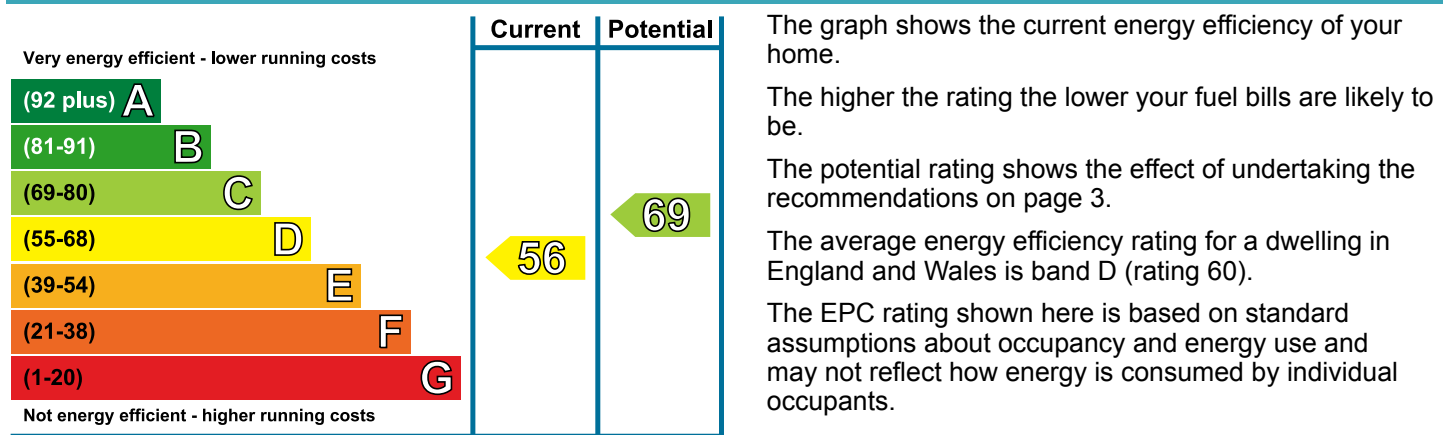 Current Potential
Very energy efficient - lower running costs
(92 plus) A
(81-91) B
(69-80) C
(55-68) D
(39-54) E
(21-38) F
(1-20) G
Not energy efficient - higher running costs
56
69
The graph shows the current energy efficiency of your
home.
The higher the rating the lower your fuel bills are likely to
be.
The potential rating shows the effect of undertaking the
recommendations on page 3.
The average energy efficiency rating for a dwelling in
England and Wales is band D (rating 60).
The EPC rating shown here is based on standard
assumptions about occupancy and energy use and
may not reflect how energy is consumed by individual
occupants.